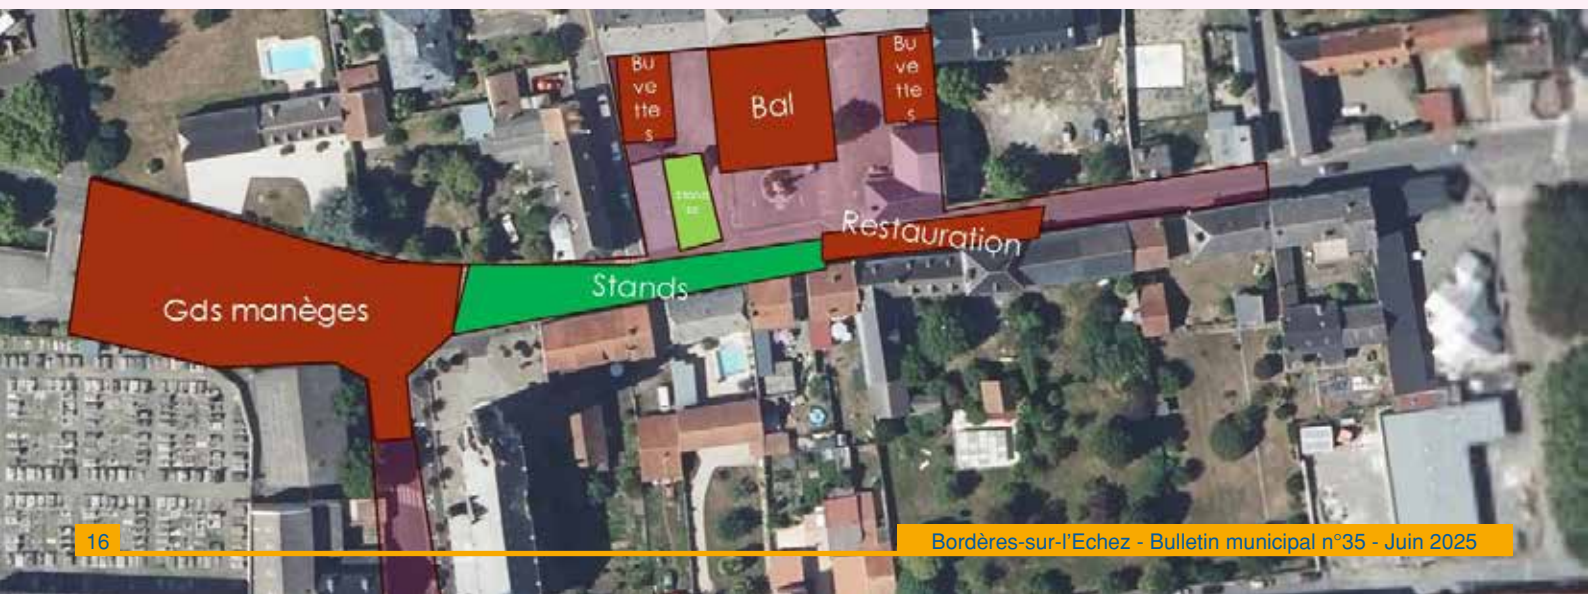 Bu
ve
tte
s
Bal
Bu
ve
tte
s
Restauration
Stands
Gds manèges
16
Bordères-sur-l'Echez - Bulletin municipal n°35 - Juin 2025